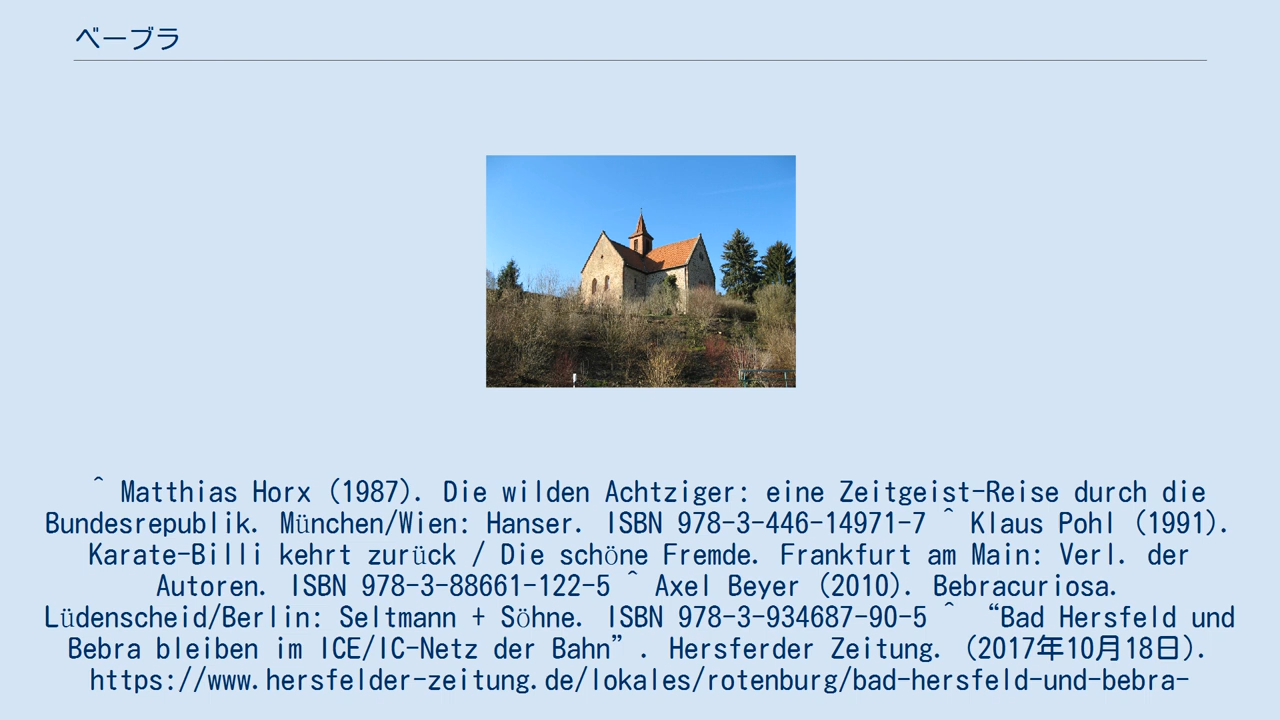 ベーブラ
^ Matthias Horx (1987). Die wilden Achtziger: eine Zeitgeist-Reise durch die
Bundesrepublik. München/Wien: Hanser. ISBN 978-3-446-14971-7 ^ Klaus Pohl (1991).
Karate-Billi kehrt zurück / Die schöne Fremde. Frankfurt am Main: Verl. der
Autoren. ISBN 978-3-88661-122-5 ^ Axel Beyer (2010). Bebracuriosa.
Lüdenscheid/Berlin: Seltmann + Söhne. ISBN 978-3-934687-90-5 ^ “Bad Hersfeld und
Bebra bleiben im ICE/IC-Netz der Bahn”. Hersferder Zeitung. (2017年10月18日).
https://www.hersfelder-zeitung.de/lokales/rotenburg/bad-hersfeld-und-bebra-